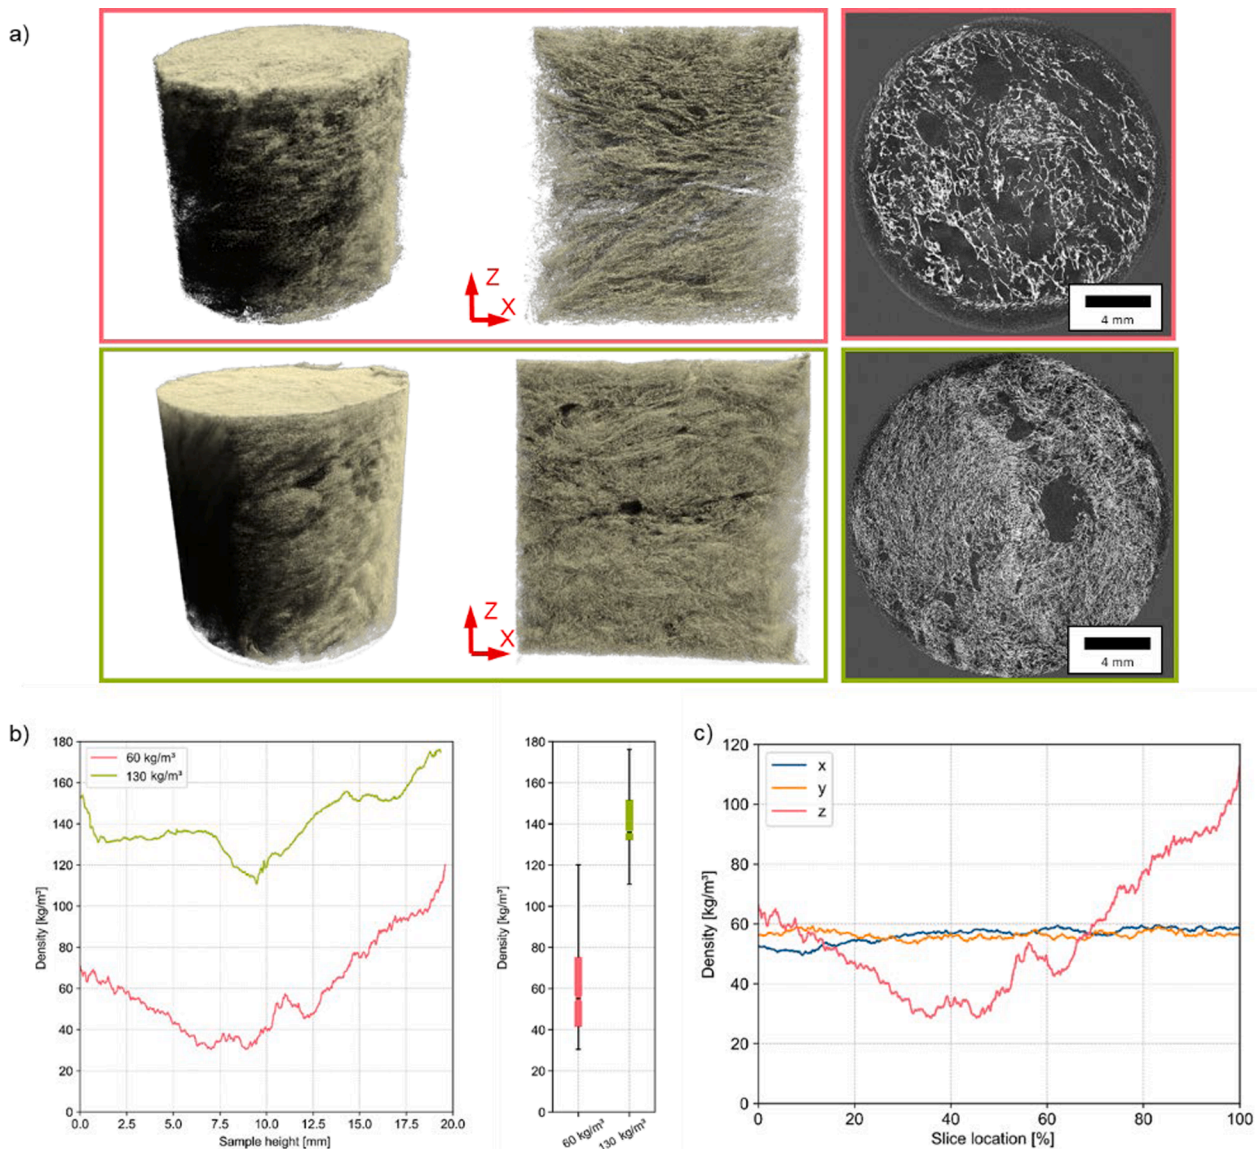 a)
Z
X
4 mm
Z
X
4 mm
b)
180
160
140
120
100
80
60
40
20
0
Density [kg/m³]
60 kg/m³
130 kg/m³
0.0 2.5 5.0 7.5 10.0 12.5 15.0 17.5 20.0
Sample height [mm]
180
160
140
120
100
80
60
40
20
0
Density [kg/m³]
60 kg/m³ 130 kg/m³
c)
120
100
80
60
40
20
0
Density [kg/m³]
x
y
z
0 20 40 60 80 100
Slice location [%]